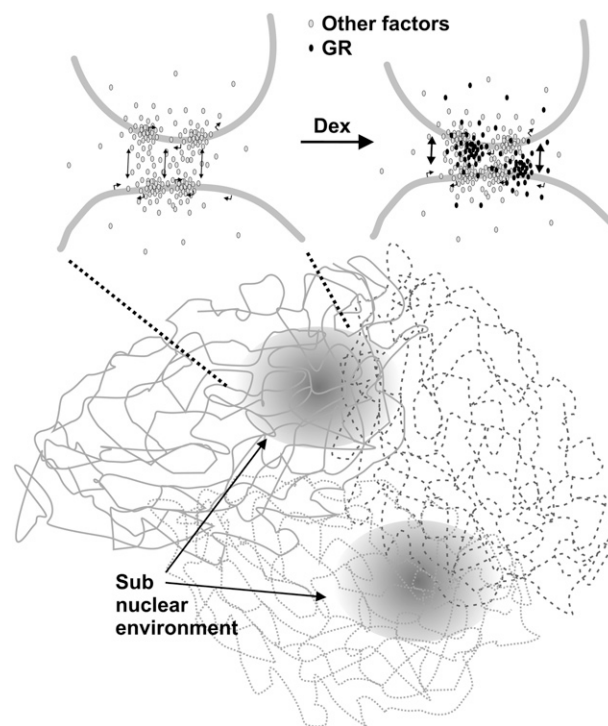 Other factors
GR
Dex
Sub
nuclear
environment